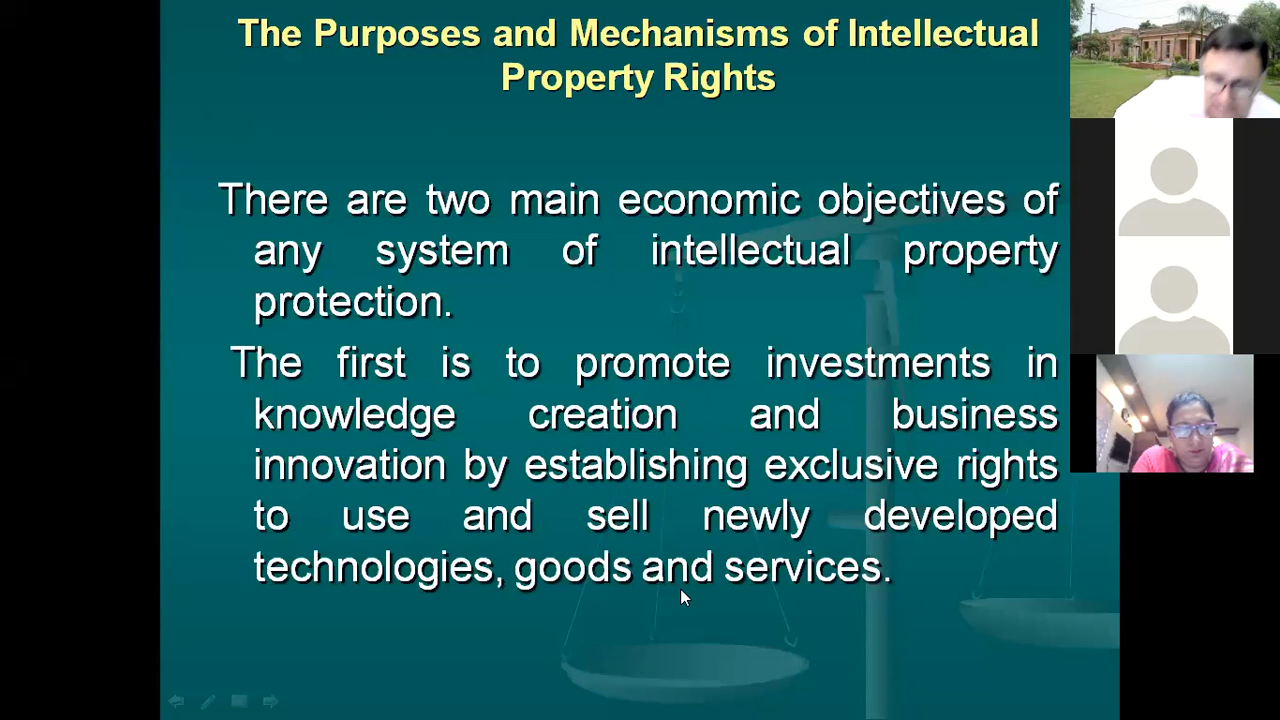 The Purposes and Mechanisms of Intellectual
Property Rights
There are two main economic objectives of
any system of intellectual property
protection.
The first is to promote investments in
knowledge creation and business
innovation by establishing exclusive rights
to use and sell newly developed
technologies, goods and services.